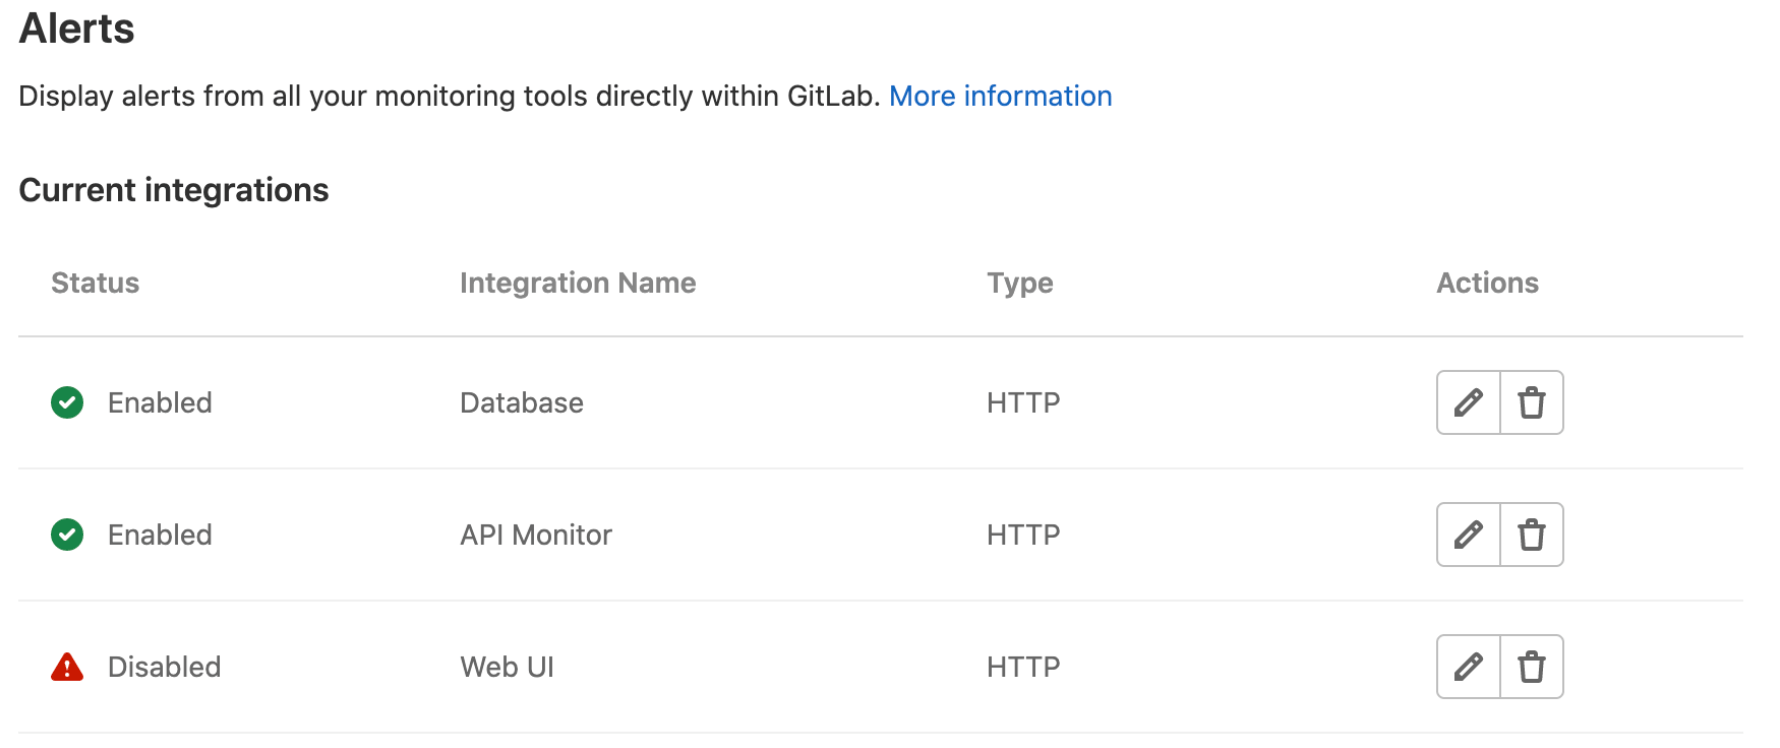 Alerts
Display alerts from all your monitoring tools directly within GitLab. More information
Current integrations
Status Integration Name Type Actions
Enabled Database HTTP
Enabled API Monitor HTTP
Disabled Web UI HTTP